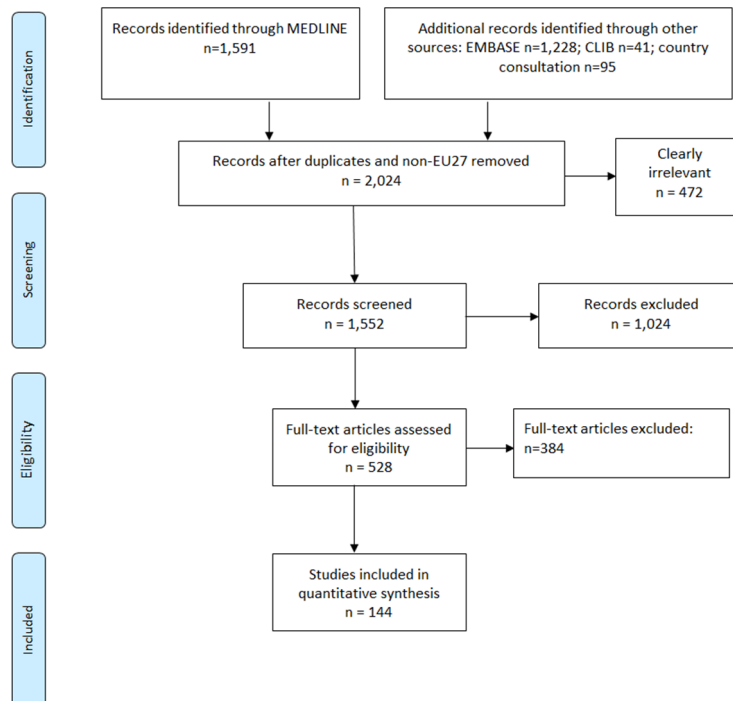 Identification
Records identified through MEDLINE
n=1,591
Additional records identified through other
sources: EMBASE n=1,228; CLIB n=41; country
consultation n=95
Records after duplicates and non-EU27 removed
n = 2,024
Clearly
irrelevant
n = 472
Screening
Records screened
n = 1,552
Records excluded
n = 1,024
Eligibility
Full-text articles assessed
for eligibility
n = 528
Full-text articles excluded:
n=384
Included
Studies included in
quantitative synthesis
n = 144